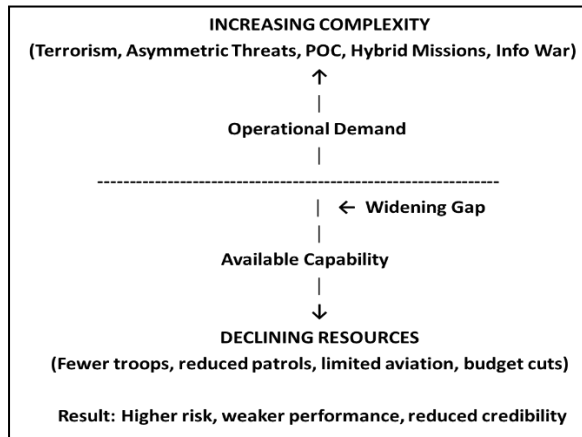 INCREASING COMPLEXITY
(Terrorism, Asymmetric Threats, POC, Hybrid Missions, Info War)
↑
|
Operational Demand
|
-------------------------------------------------------------
| ← Widening Gap
|
Available Capability
|
↓
DECLINING RESOURCES
(Fewer troops, reduced patrols, limited aviation, budget cuts)
Result: Higher risk, weaker performance, reduced credibility